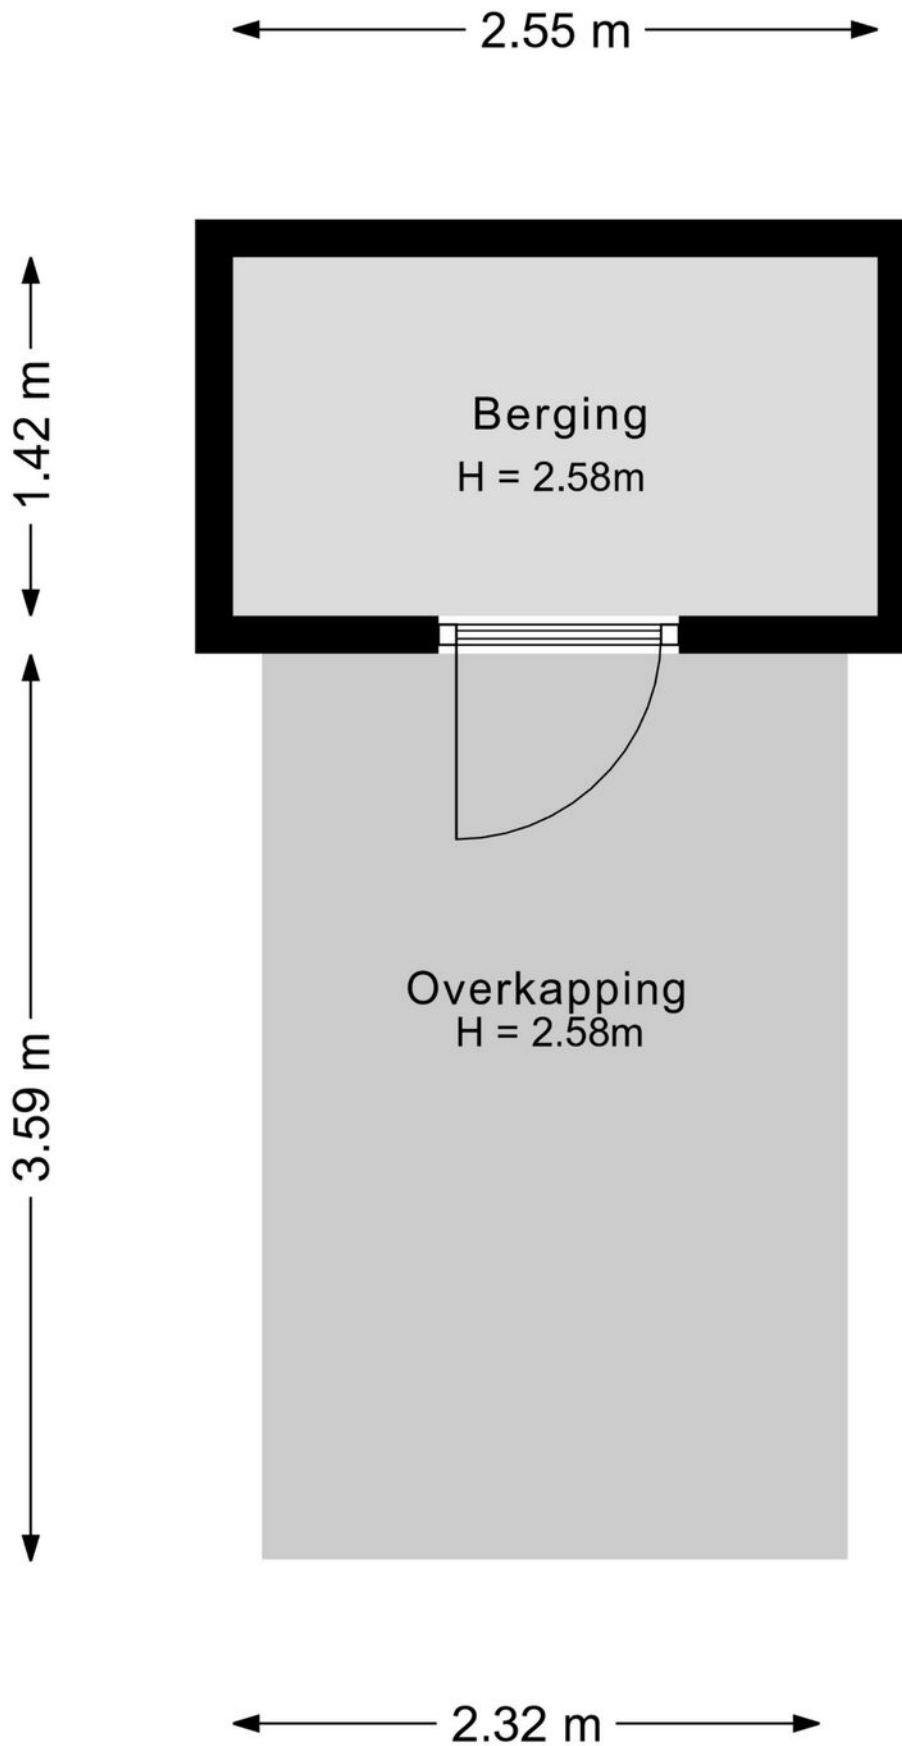 2.55 m
1.42 m
Berging
H = 2.58m
3.59 m
Overkapping
H = 2.58m
2.32 m